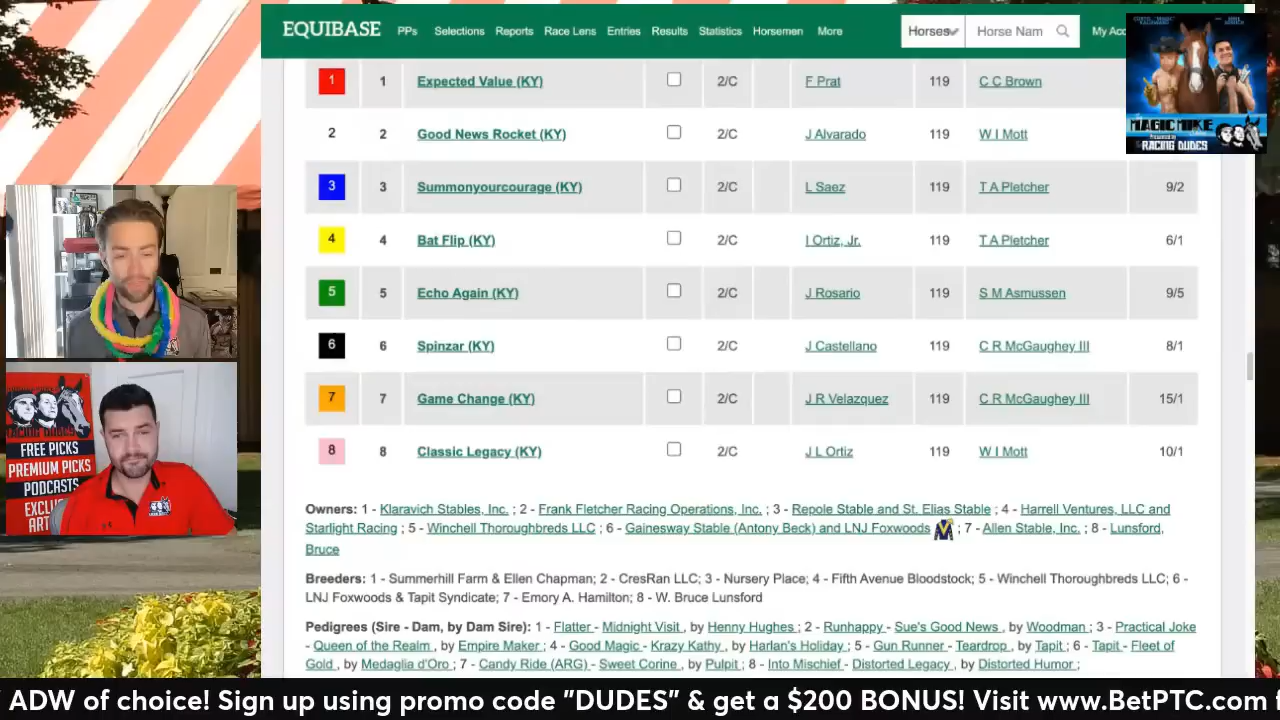 EQUIBASE PPs Selections Reports Race Lens Entries Results Statistics Horsemen More Horses Horse Nam My Acc
1 1 Expected Value (KY) 2/C F Prat 119 C C Brown
2 2 Good News Rocket (KY) 2/C J Alvarado 119 W I Mott
3 3 Summonyourcourage (KY) 2/C L Saez 119 T A Pletcher 9/2
4 4 Bat Flip (KY) 2/C I Ortiz, Jr. 119 T A Pletcher 6/1
5 5 Echo Again (KY) 2/C J Rosario 119 S M Asmussen 9/5
6 6 Spinzar (KY) 2/C J Castellano 119 C R McGaughey III 8/1
7 7 Game Change (KY) 2/C J R Velazquez 119 C R McGaughey III 15/1
8 8 Classic Legacy (KY) 2/C J L Ortiz 119 W I Mott 10/1
Owners: 1 - Klaravich Stables, Inc. ; 2 - Frank Fletcher Racing Operations, Inc. ; 3 - Repole Stable and St. Elias Stable ; 4 - Harrell Ventures, LLC and
Starlight Racing ; 5 - Winchell Thoroughbreds LLC ; 6 - Gainesway Stable (Antony Beck) and LNJ Foxwoods ; 7 - Allen Stable, Inc. ; 8 - Lunsford,
Bruce
Breeders: 1 - Summerhill Farm & Ellen Chapman; 2 - CresRan LLC; 3 - Nursery Place; 4 - Fifth Avenue Bloodstock; 5 - Winchell Thoroughbreds LLC; 6 -
LNJ Foxwoods & Tapit Syndicate; 7 - Emory A. Hamilton; 8 - W. Bruce Lunsford
Pedigrees (Sire - Dam, by Dam Sire): 1 - Flatter - Midnight Visit , by Henny Hughes ; 2 - Runhappy - Sue's Good News , by Woodman ; 3 - Practical Joke
- Queen of the Realm , by Empire Maker ; 4 - Good Magic - Krazy Kathy , by Harlan's Holiday ; 5 - Gun Runner - Teardrop , by Tapit ; 6 - Tapit - Fleet of
Gold , by Medaglia d'Oro ; 7 - Candy Ride (ARG) - Sweet Corine , by Pulpit ; 8 - Into Mischief - Distorted Legacy , by Distorted Humor ;
THE MAGIC MIKE
Presented by
RACING DUDES
RACING DUDES
FREE PICKS
PREMIUM PICKS
PODCASTS
EXCLU
ART
ADW of choice! Sign up using promo code "DUDES" & get a $200 BONUS! Visit www.BetPTC.com